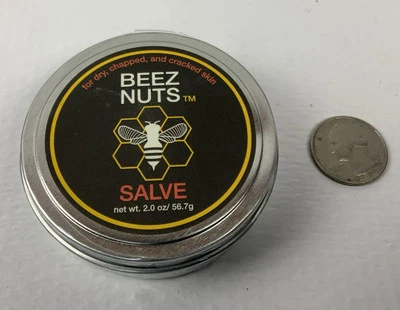 for dry, chapped, and cracked skin
BEEZ
NUTS™
SALVE
net wt. 2.0 oz/ 56.7g